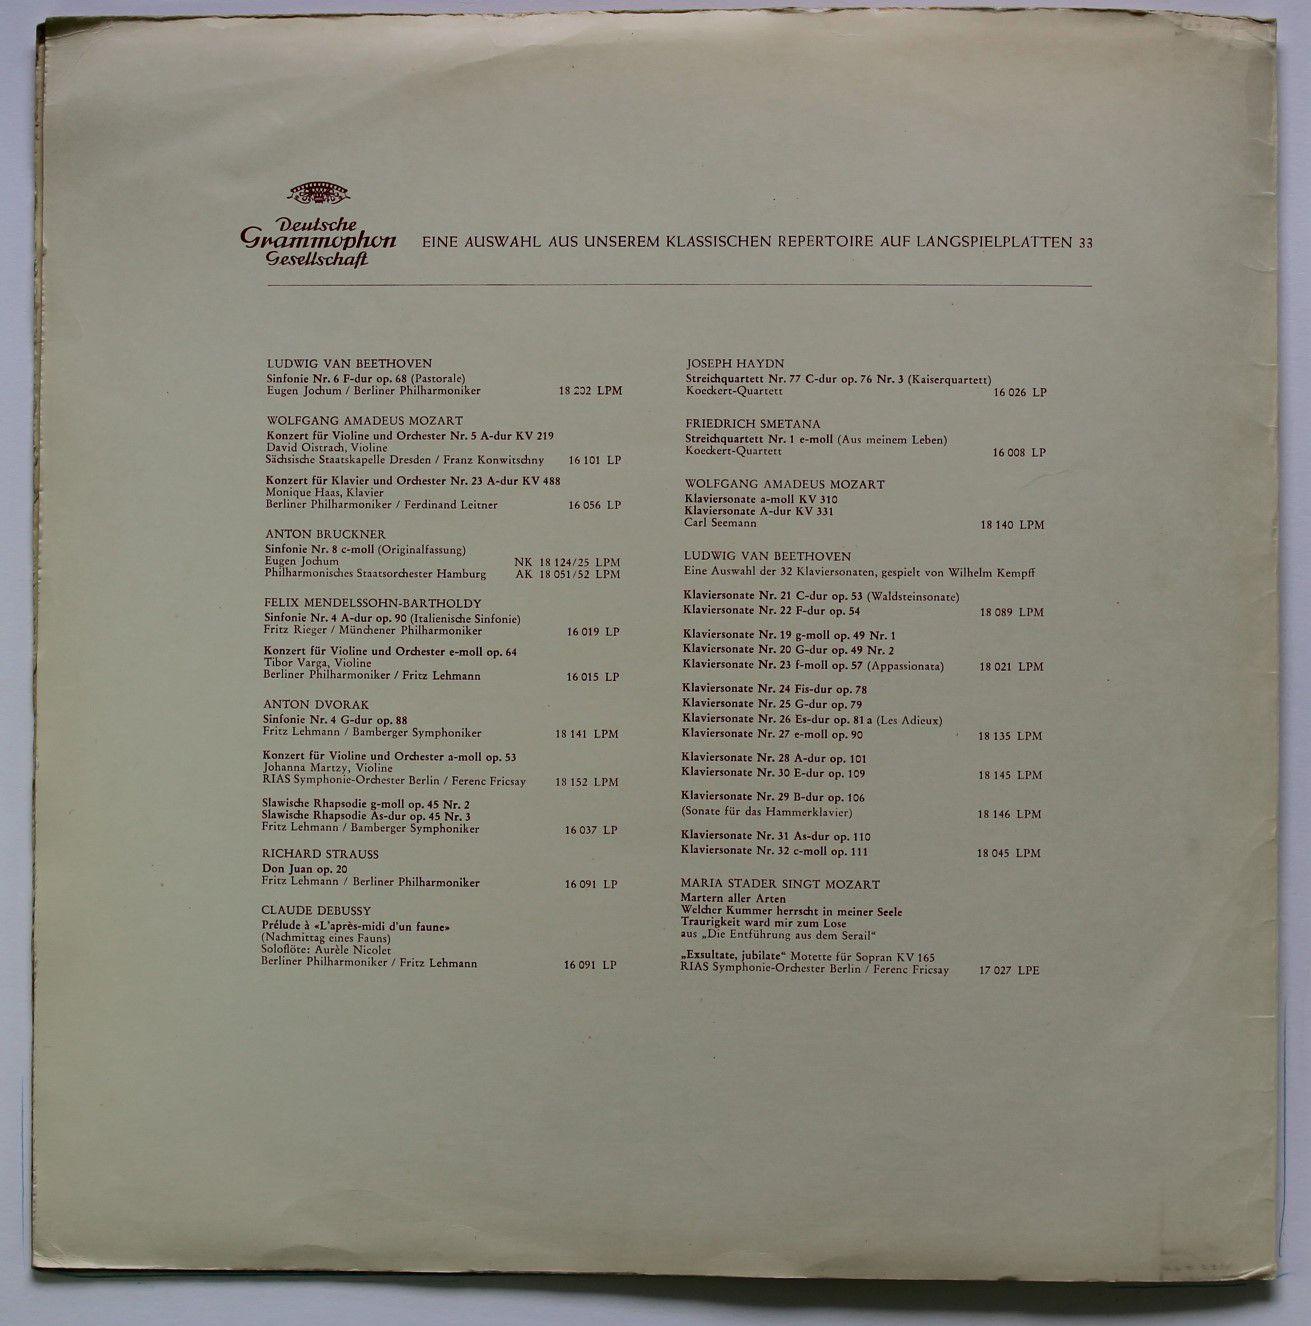 Deutsche
Grammophon
Gesellschaft
EINE AUSWAHL AUS UNSEREM KLASSISCHEN REPERTOIRE AUF LANGSPIELPLATTEN 33
LUDWIG VAN BEETHOVEN
Sinfonie Nr. 6 F-dur op. 68 (Pastorale)
Eugen Jochum / Berliner Philharmoniker 18 202 LPM
WOLFGANG AMADEUS MOZART
Konzert für Violine und Orchester Nr. 5 A-dur KV 219
David Oistrach, Violine
Sächsische Staatskapelle Dresden / Franz Konwitschny 16 101 LP
Konzert für Klavier und Orchester Nr. 23 A-dur KV 488
Monique Haas, Klavier
Berliner Philharmoniker / Ferdinand Leitner 16 056 LP
ANTON BRUCKNER
Sinfonie Nr. 8 c-moll (Originalfassung)
Eugen Jochum NK 18 124/25 LPM
Philharmonisches Staatsorchester Hamburg AK 18 051/52 LPM
FELIX MENDELSSOHN-BARTHOLDY
Sinfonie Nr. 4 A-dur op. 90 (Italienische Sinfonie)
Fritz Rieger / Münchener Philharmoniker 16 019 LP
Konzert für Violine und Orchester e-moll op. 64
Tibor Varga, Violine
Berliner Philharmoniker / Fritz Lehmann 16 015 LP
ANTON DVORAK
Sinfonie Nr. 4 G-dur op. 88
Fritz Lehmann / Bamberger Symphoniker 18 141 LPM
Konzert für Violine und Orchester a-moll op. 53
Johanna Martzy, Violine
RIAS Symphonie-Orchester Berlin / Ferenc Fricsay 18 152 LPM
Slawische Rhapsodie g-moll op. 45 Nr. 2
Slawische Rhapsodie As-dur op. 45 Nr. 3
Fritz Lehmann / Bamberger Symphoniker 16 037 LP
RICHARD STRAUSS
Don Juan op. 20
Fritz Lehmann / Berliner Philharmoniker 16 091 LP
CLAUDE DEBUSSY
Prélude à «L'après-midi d'un faune»
(Nachmittag eines Fauns)
Soloflöte: Aurèle Nicolet
Berliner Philharmoniker / Fritz Lehmann 16 091 LP
JOSEPH HAYDN
Streichquartett Nr. 77 C-dur op. 76 Nr. 3 (Kaiserquartett)
Koeckert-Quartett 16 026 LP
FRIEDRICH SMETANA
Streichquartett Nr. 1 e-moll (Aus meinem Leben)
Koeckert-Quartett 16 008 LP
WOLFGANG AMADEUS MOZART
Klaviersonate a-moll KV 310
Klaviersonate A-dur KV 331
Carl Seemann 18 140 LPM
LUDWIG VAN BEETHOVEN
Eine Auswahl der 32 Klaviersonaten, gespielt von Wilhelm Kempff
Klaviersonate Nr. 21 C-dur op. 53 (Waldsteinsonate)
Klaviersonate Nr. 22 F-dur op. 54 18 089 LPM
Klaviersonate Nr. 19 g-moll op. 49 Nr. 1
Klaviersonate Nr. 20 G-dur op. 49 Nr. 2
Klaviersonate Nr. 23 f-moll op. 57 (Appassionata) 18 021 LPM
Klaviersonate Nr. 24 Fis-dur op. 78
Klaviersonate Nr. 25 G-dur op. 79
Klaviersonate Nr. 26 Es-dur op. 81 a (Les Adieux)
Klaviersonate Nr. 27 e-moll op. 90 18 135 LPM
Klaviersonate Nr. 28 A-dur op. 101
Klaviersonate Nr. 30 E-dur op. 109 18 145 LPM
Klaviersonate Nr. 29 B-dur op. 106
(Sonate für das Hammerklavier) 18 146 LPM
Klaviersonate Nr. 31 As-dur op. 110
Klaviersonate Nr. 32 c-moll op. 111 18 045 LPM
MARIA STADER SINGT MOZART
Martern aller Arten
Welcher Kummer herrscht in meiner Seele
Traurigkeit ward mir zum Lose
aus „Die Entführung aus dem Serail“
„Exsultate, jubilate“ Motette für Sopran KV 165
RIAS Symphonie-Orchester Berlin / Ferenc Fricsay 17 027 LPE